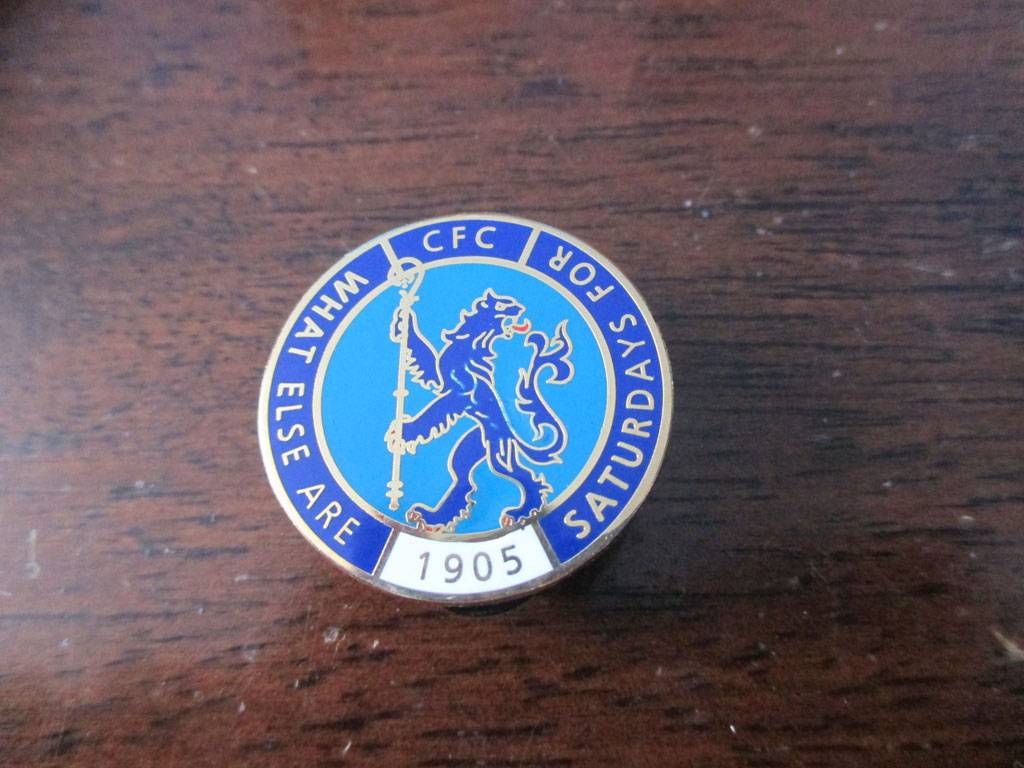 CFC
WHAT ELSE ARE
SATURDAYS FOR
1905